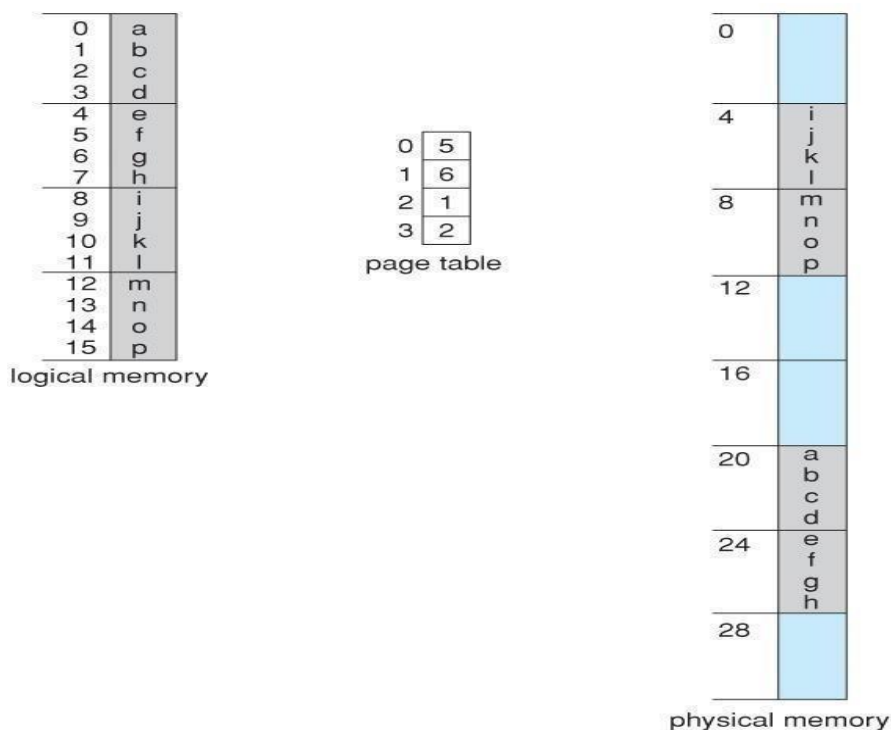 0 a
1 b
2 c
3 d
4 e
5 f
6 g
7 h
8 i
9 j
10 k
11 l
12 m
13 n
14 o
15 p
logical memory
0 5
1 6
2 1
3 2
page table
0
4 i
j
k
l
8 m
n
o
p
12
16
20 a
b
c
d
24 e
f
g
h
28
physical memory